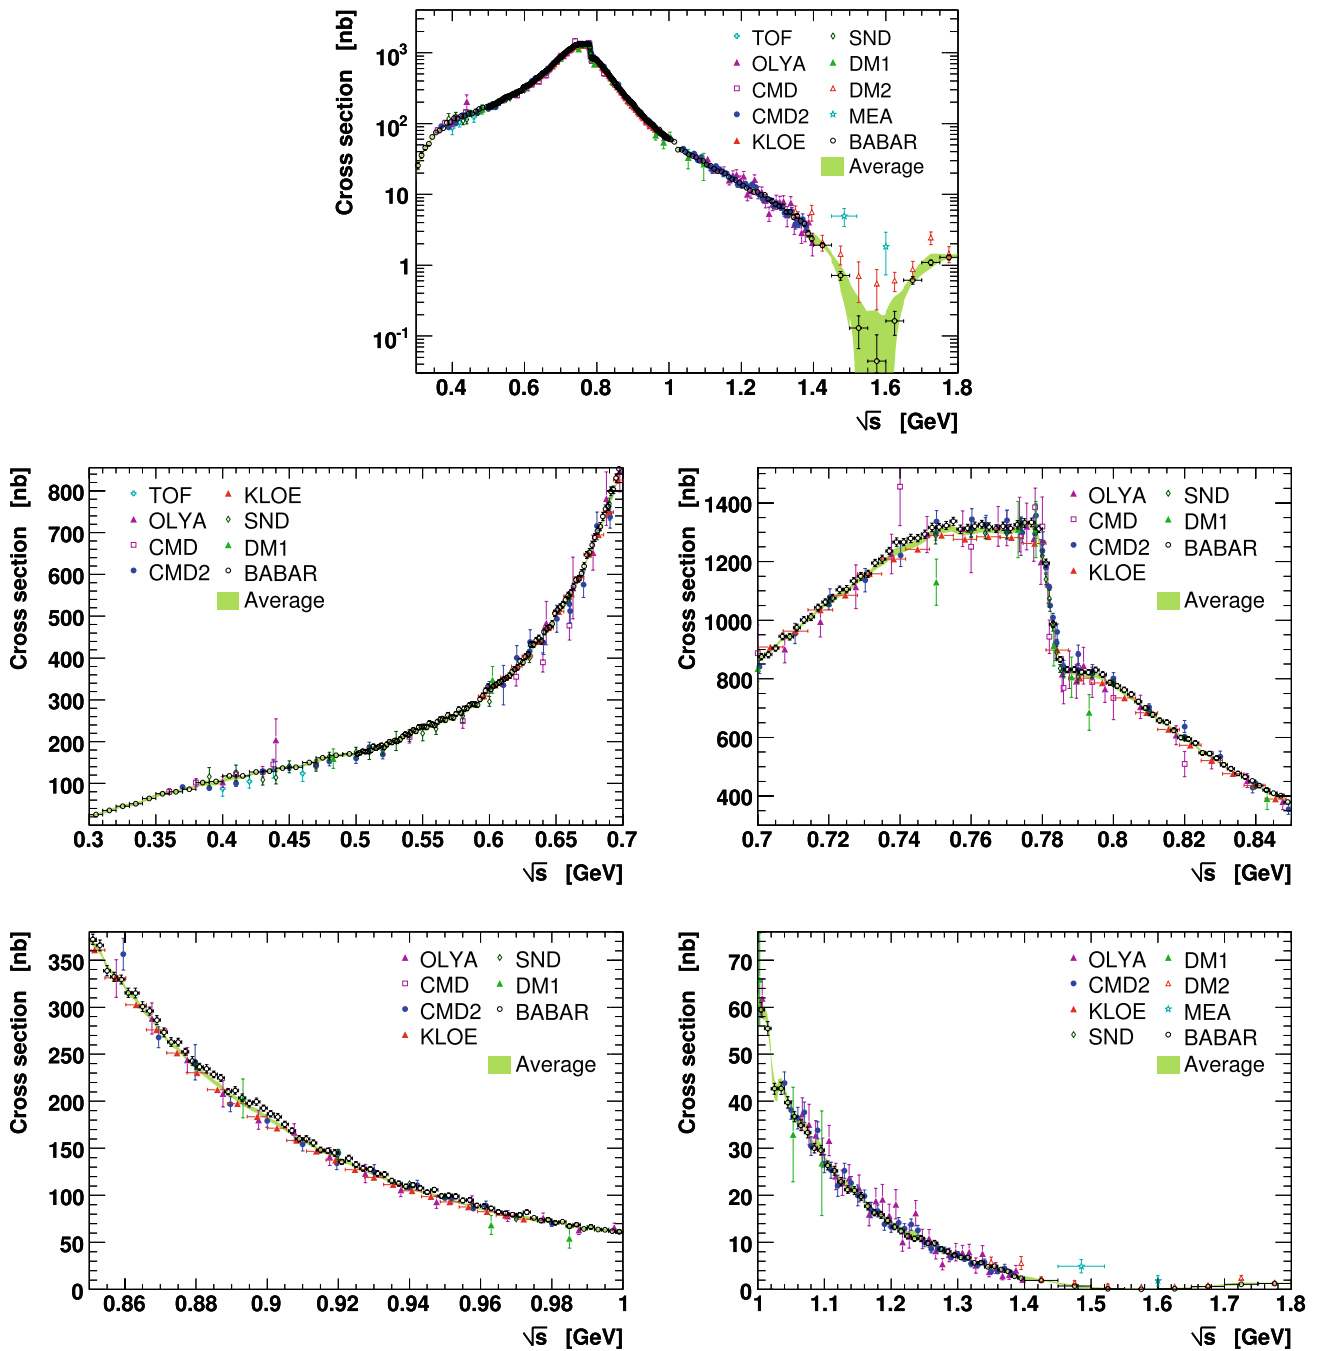 Cross section [nb]
10³
10²
10
1
10⁻¹
TOF
OLYA
CMD
CMD2
KLOE
SND
DM1
DM2
MEA
BABAR
Average
0.4 0.6 0.8 1 1.2 1.4 1.6 1.8
√s [GeV]
Cross section [nb]
800
700
600
500
400
300
200
100
TOF
OLYA
CMD
CMD2
KLOE
SND
DM1
BABAR
Average
0.3 0.35 0.4 0.45 0.5 0.55 0.6 0.65 0.7
√s [GeV]
Cross section [nb]
1400
1200
1000
800
600
400
OLYA
CMD
CMD2
KLOE
SND
DM1
BABAR
Average
0.7 0.72 0.74 0.76 0.78 0.8 0.82 0.84
√s [GeV]
Cross section [nb]
350
300
250
200
150
100
50
0
OLYA
CMD
CMD2
KLOE
SND
DM1
BABAR
Average
0.86 0.88 0.9 0.92 0.94 0.96 0.98 1
√s [GeV]
Cross section [nb]
70
60
50
40
30
20
10
0
OLYA
CMD2
KLOE
SND
DM1
DM2
MEA
BABAR
Average
1 1.1 1.2 1.3 1.4 1.5 1.6 1.7 1.8
√s [GeV]